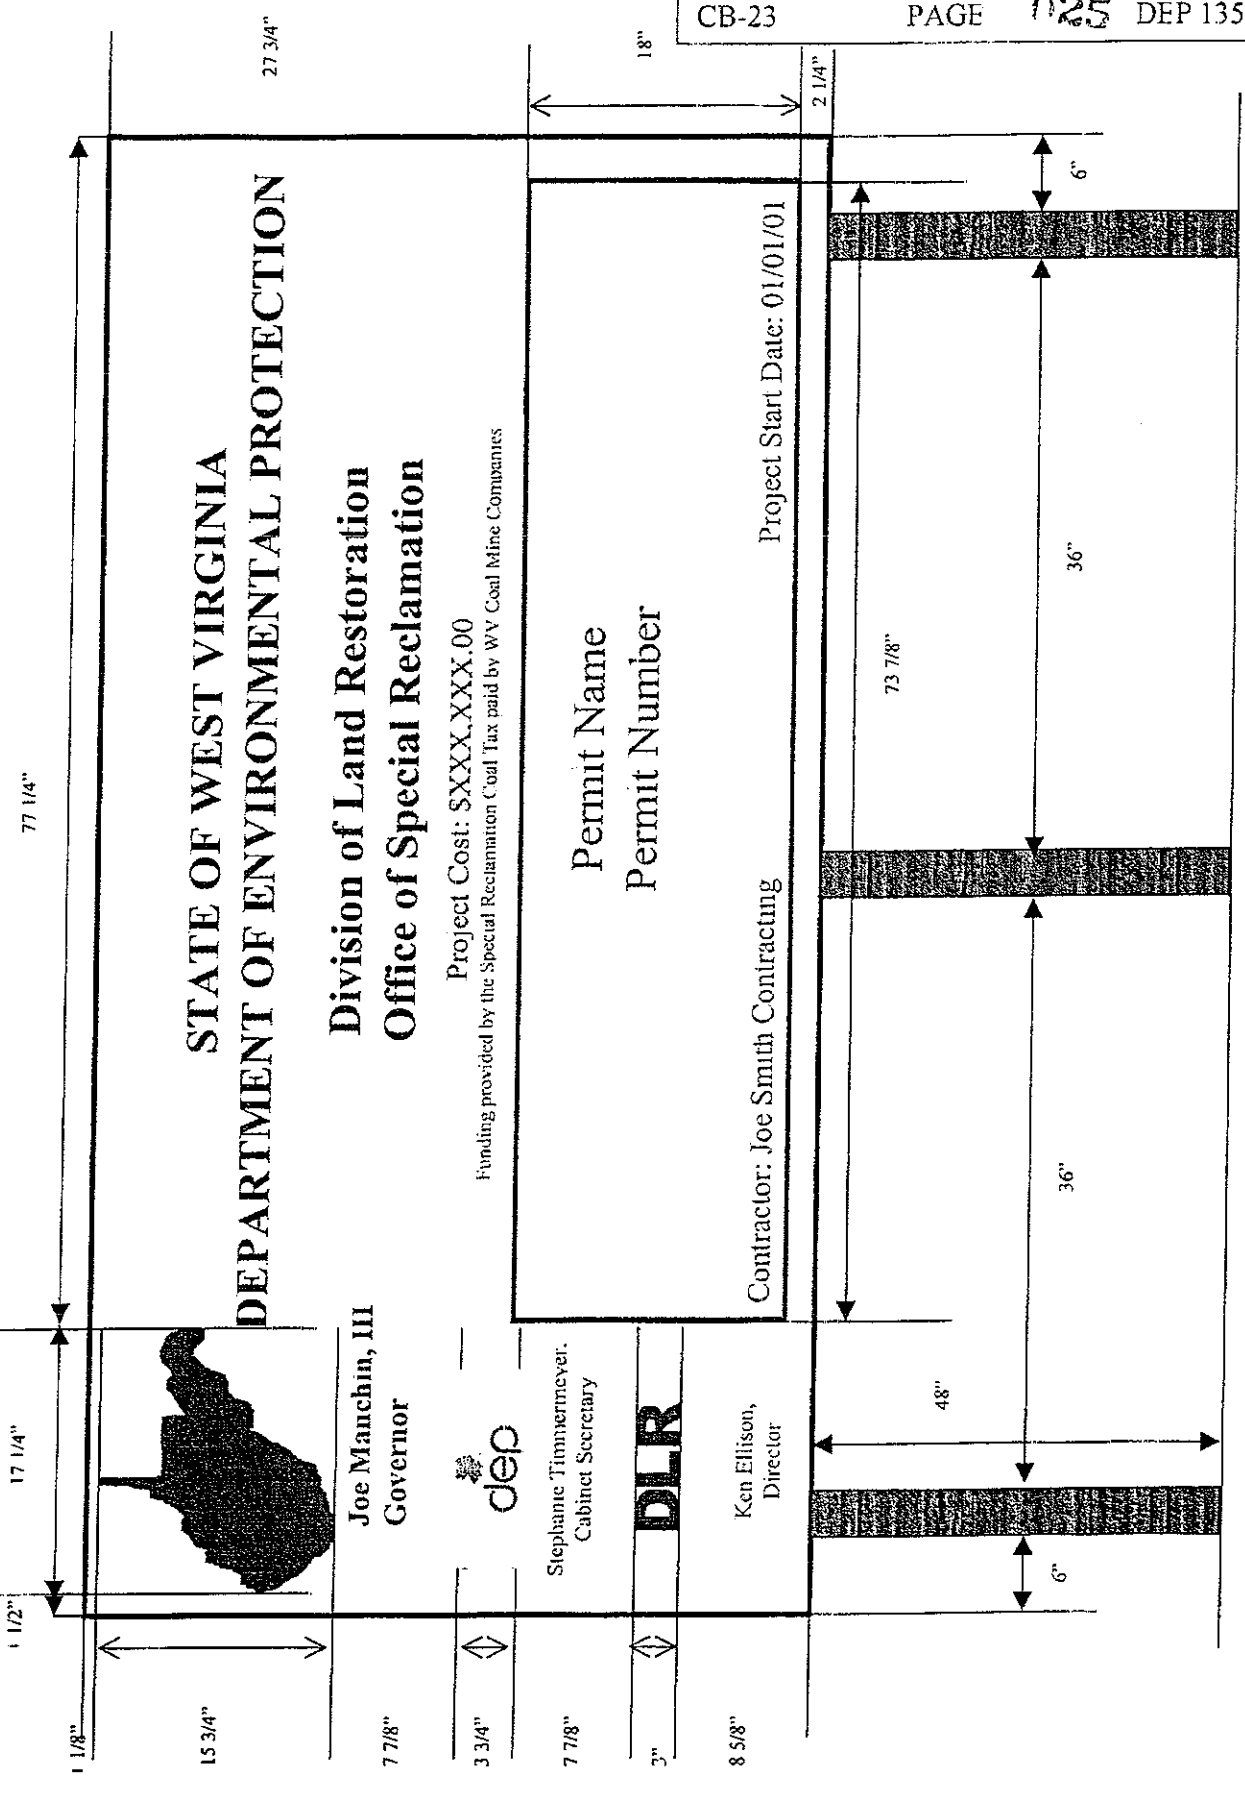 CB-23 PAGE 1125 DEP 135
77 1/4"
17 1/4"
1/2"
27 3/4"
18"
2 1/4"
1/8"
15 3/4"
7 7/8"
3 3/4"
7 7/8"
3"
8 5/8"
STATE OF WEST VIRGINIA
DEPARTMENT OF ENVIRONMENTAL PROTECTION
Division of Land Restoration
Office of Special Reclamation
Project Cost: $XXX,XXX.00
Funding provided by the Special Reclamation Coal Tax paid by WV Coal Mine Companies
Joe Manchin, III
Governor
dep
Stephanie Timmermeyer,
Cabinet Secretary
DLR
Ken Ellison,
Director
Permit Name
Permit Number
Contractor: Joe Smith Contracting
Project Start Date: 01/01/01
73 7/8"
6"
36"
36"
6"
48"